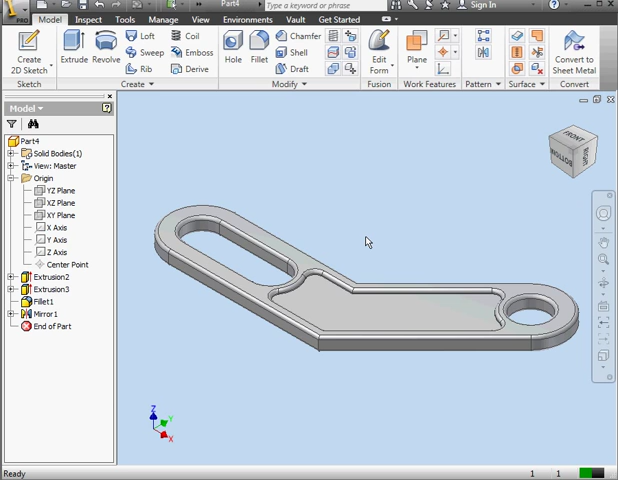 Part4
Type a keyword or phrase
Sign In
PRO
Model Inspect Tools Manage View Environments Vault Get Started
Create
2D Sketch
Extrude
Revolve
Loft
Sweep
Rib
Coil
Emboss
Derive
Hole
Fillet
Chamfer
Shell
Draft
Edit
Form
Plane
Convert to
Sheet Metal
Sketch
Create
Modify
Fusion
Work Features
Pattern
Surface
Convert
Model
Part4
Solid Bodies(1)
View: Master
Origin
YZ Plane
XZ Plane
XY Plane
X Axis
Y Axis
Z Axis
Center Point
Extrusion2
Extrusion3
Fillet1
Mirror1
End of Part
FRONT
BOTTOM
RIGHT
Z
Y
X
Ready
1 1